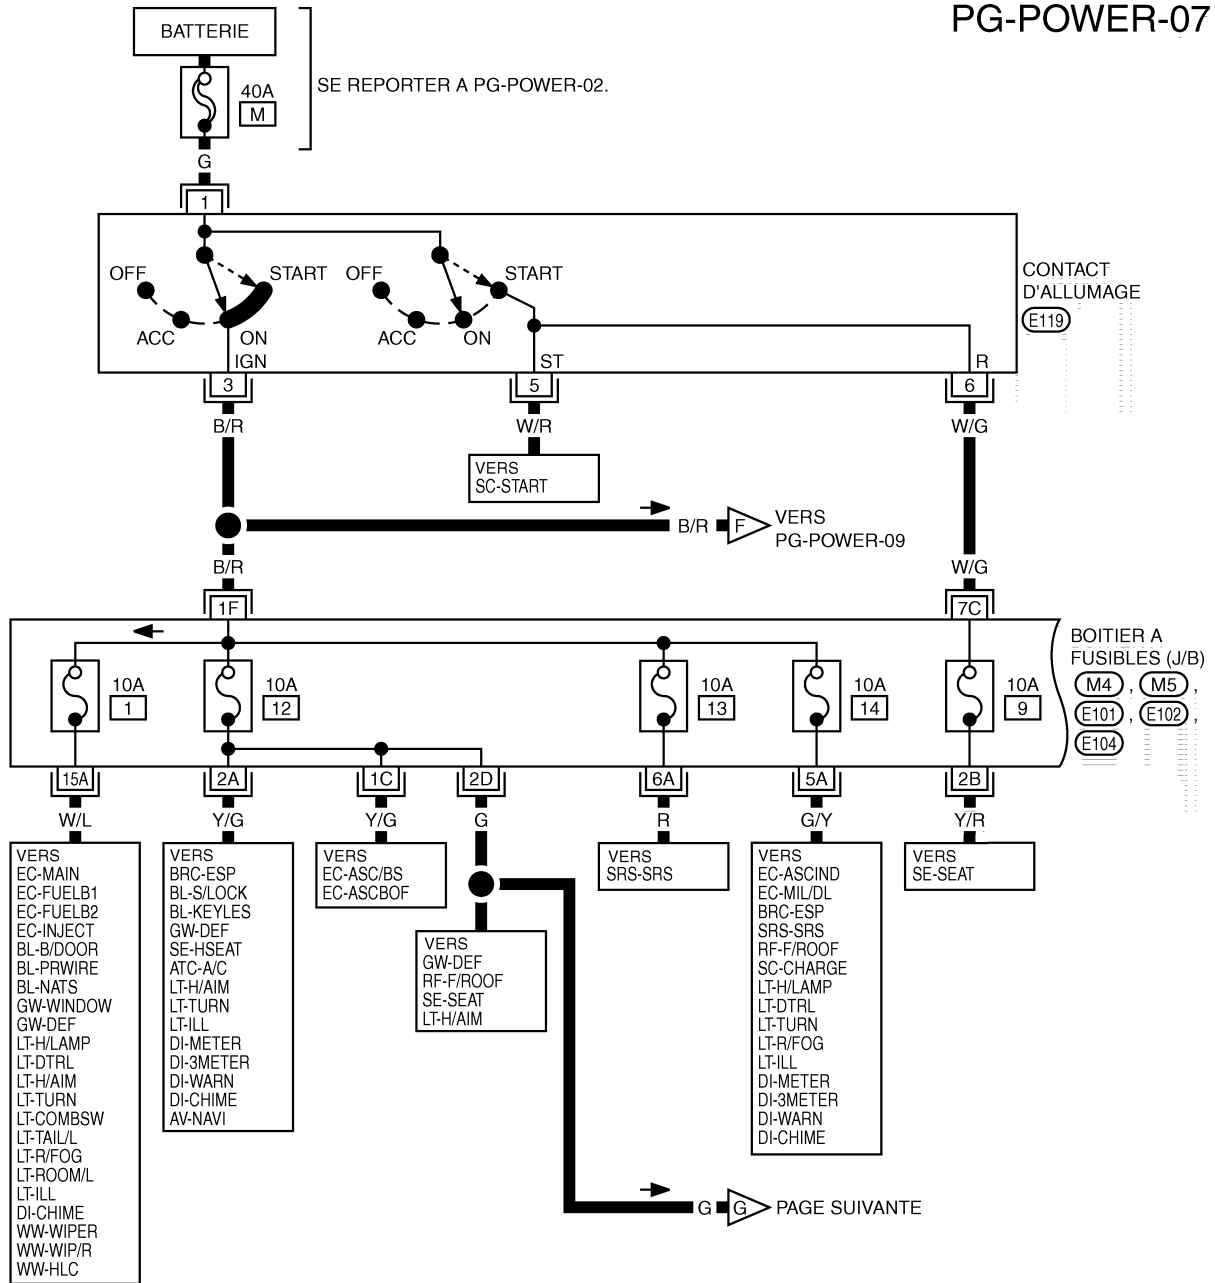 PG-POWER-07
BATTERIE
40A
M
SE REPORTER A PG-POWER-02.
G
1
OFF
START
ACC
ON
IGN
OFF
START
ACC
ON
ST
R
CONTACT
D'ALLUMAGE
E119
3
5
6
B/R
W/R
W/G
VERS
SC-START
B/R
F
VERS
PG-POWER-09
B/R
W/G
1F
7C
BOITIER A
FUSIBLES (J/B)
M4 , M5 ,
E101 , E102 ,
E104
10A
1
10A
12
10A
13
10A
14
10A
9
15A
2A
1C
2D
6A
5A
2B
W/L
Y/G
Y/G
G
R
G/Y
Y/R
VERS
EC-MAIN
EC-FUELB1
EC-FUELB2
EC-INJECT
BL-B/DOOR
BL-PRWIRE
BL-NATS
GW-WINDOW
GW-DEF
LT-H/LAMP
LT-DTRL
LT-H/AIM
LT-TURN
LT-COMBSW
LT-TAIL/L
LT-R/FOG
LT-ROOM/L
LT-ILL
DI-CHIME
WW-WIPER
WW-WIP/R
WW-HLC
VERS
BRC-ESP
BL-S/LOCK
BL-KEYLES
GW-DEF
SE-HSEAT
ATC-A/C
LT-H/AIM
LT-TURN
LT-ILL
DI-METER
DI-3METER
DI-WARN
DI-CHIME
AV-NAVI
VERS
EC-ASC/BS
EC-ASCBOF
VERS
GW-DEF
RF-F/ROOF
SE-SEAT
LT-H/AIM
VERS
SRS-SRS
VERS
EC-ASCIND
EC-MIL/DL
BRC-ESP
SRS-SRS
RF-F/ROOF
SC-CHARGE
LT-H/LAMP
LT-DTRL
LT-TURN
LT-R/FOG
LT-ILL
DI-METER
DI-3METER
DI-WARN
DI-CHIME
VERS
SE-SEAT
G
G
PAGE SUIVANTE